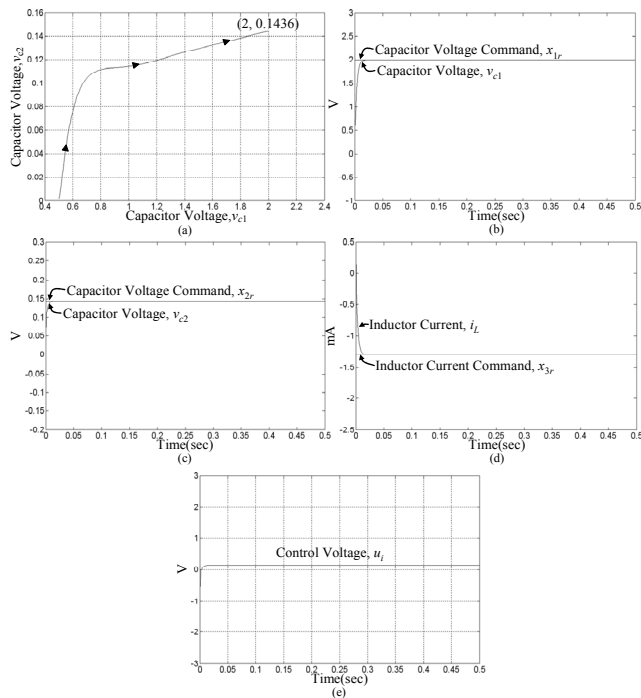 (2, 0.1436)
0.16
0.14
0.12
0.1
0.08
0.06
0.04
0.02
0
0.4 0.6 0.8 1 1.2 1.4 1.6 1.8 2 2.2 2.4
Capacitor Voltage,vc2
Capacitor Voltage,vc1
(a)
3
2.5
2
1.5
1
0.5
0
-0.5
-1
V
Capacitor Voltage Command, x1r
Capacitor Voltage, vc1
0 0.05 0.1 0.15 0.2 0.25 0.3 0.35 0.4 0.45 0.5
Time(sec)
(b)
0.3
0.25
0.2
0.15
0.1
0.05
0
-0.05
-0.1
-0.15
-0.2
V
Capacitor Voltage Command, x2r
Capacitor Voltage, vc2
0 0.05 0.1 0.15 0.2 0.25 0.3 0.35 0.4 0.45 0.5
Time(sec)
(c)
0.5
0
-0.5
-1
-1.5
-2
-2.5
mA
Inductor Current, iL
Inductor Current Command, x3r
0 0.05 0.1 0.15 0.2 0.25 0.3 0.35 0.4 0.45 0.5
Time(sec)
(d)
3
2
1
0
-1
-2
-3
V
Control Voltage, ui
0 0.05 0.1 0.15 0.2 0.25 0.3 0.35 0.4 0.45 0.5
Time(sec)
(e)